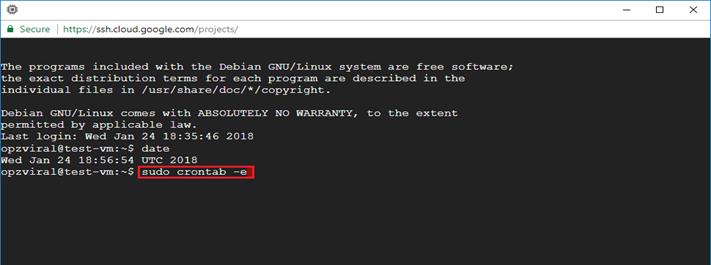 Secure https://ssh.cloud.google.com/projects/
The programs included with the Debian GNU/Linux system are free software;
the exact distribution terms for each program are described in the
individual files in /usr/share/doc/*/copyright.
Debian GNU/Linux comes with ABSOLUTELY NO WARRANTY, to the extent
permitted by applicable law.
Last login: Wed Jan 24 18:35:46 2018
opzviral@test-vm:~$ date
Wed Jan 24 18:56:54 UTC 2018
opzviral@test-vm:~$ sudo crontab -e